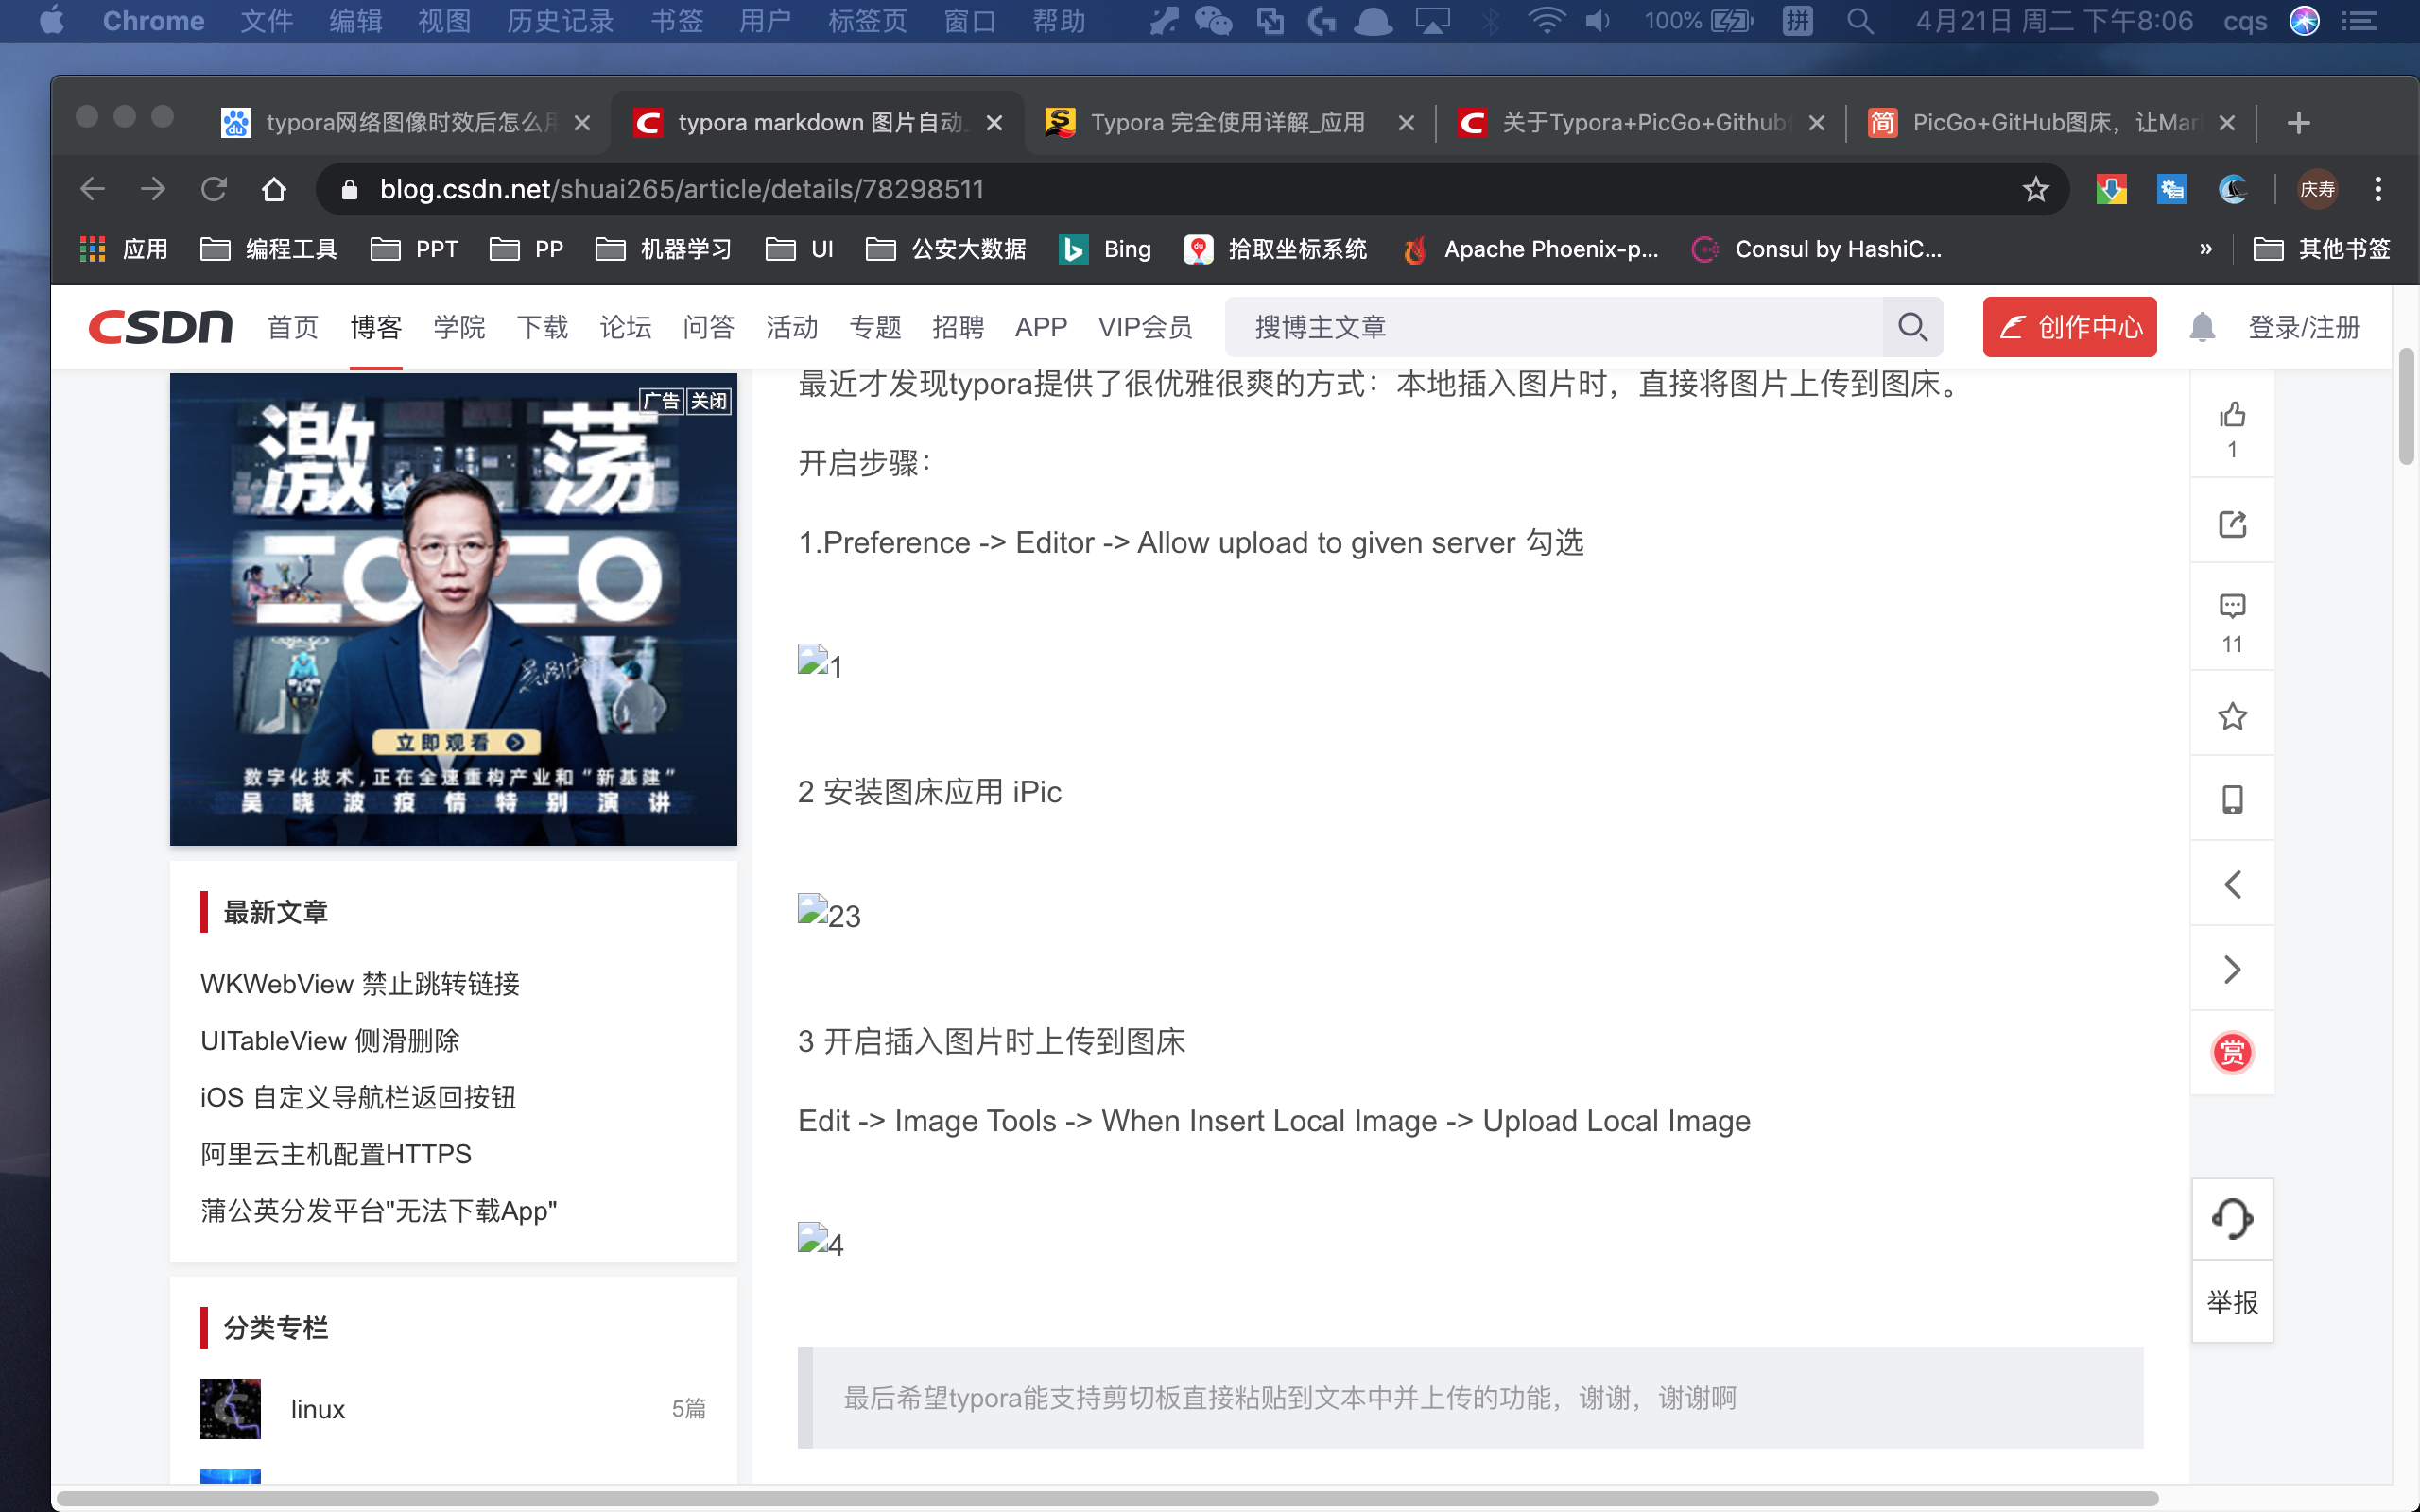 Chrome 文件 编辑 视图 历史记录 书签 用户 标签页 窗口 帮助 100% 拼 4月21日 周二 下午8:06 cqs
typora网络图像时效后怎么用 typora markdown 图片自动 Typora 完全使用详解_应用 关于Typora+PicGo+Github 简 PicGo+GitHub图床，让Mar
blog.csdn.net/shuai265/article/details/78298511 庆寿
应用 编程工具 PPT PP 机器学习 UI 公安大数据 Bing 拾取坐标系统 Apache Phoenix-p... Consul by HashiC... » 其他书签
CSDN 首页 博客 学院 下载 论坛 问答 活动 专题 招聘 APP VIP会员 搜博主文章 创作中心 登录/注册
广告 关闭
激荡
二〇二〇
立即观看
数字化技术，正在全速重构产业和“新基建”
吴晓波疫情特别演讲
最新文章
WKWebView 禁止跳转链接
UITableView 侧滑删除
iOS 自定义导航栏返回按钮
阿里云主机配置HTTPS
蒲公英分发平台"无法下载App"
分类专栏
linux 5篇
最近才发现typora提供了很优雅很爽的方式：本地插入图片时，直接将图片上传到图床。
开启步骤：
1.Preference -> Editor -> Allow upload to given server 勾选
1
2 安装图床应用 iPic
23
3 开启插入图片时上传到图床
Edit -> Image Tools -> When Insert Local Image -> Upload Local Image
4
最后希望typora能支持剪切板直接粘贴到文本中并上传的功能，谢谢，谢谢啊
1
11
赏
举报